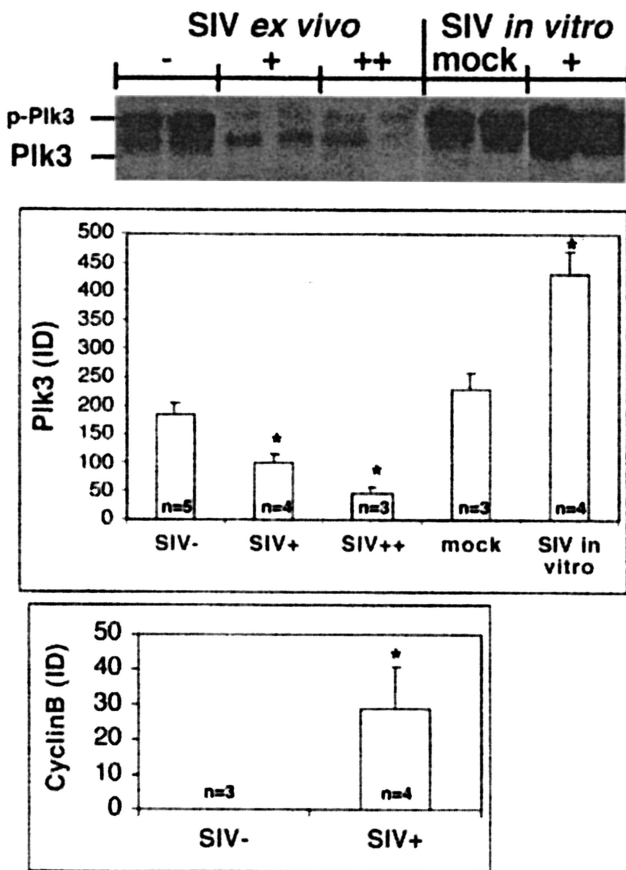 SIV ex vivo SIV in vitro
- + ++ mock +
p-Plk3
Plk3
Plk3 (ID)
500
450
400
350
300
250
200
150
100
50
0
* * *
n=5 n=4 n=3 n=3 n=4
SIV- SIV+ SIV++ mock SIV in
vitro
CyclinB (ID)
50
40
30
20
10
0
*
n=3 n=4
SIV- SIV+